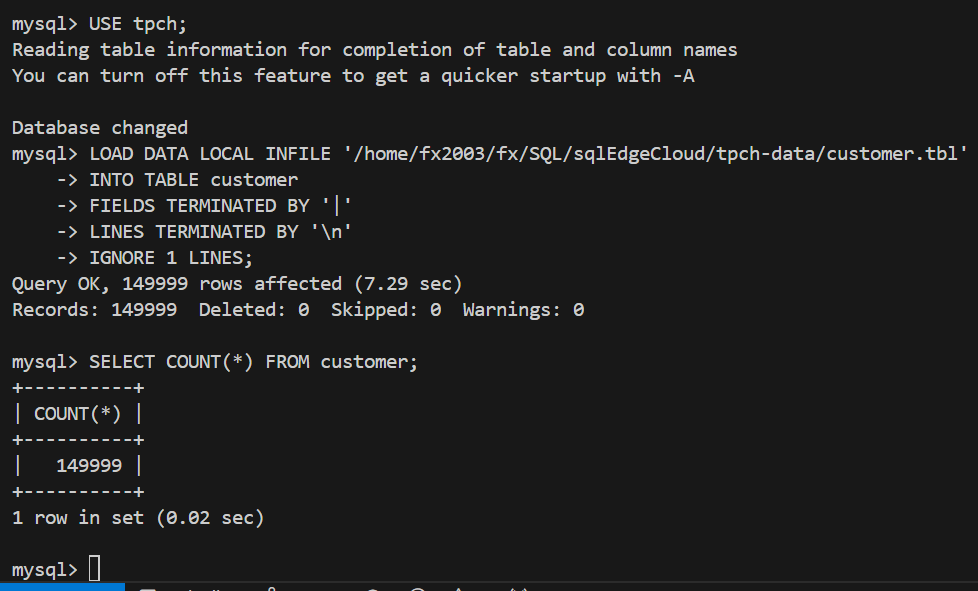 mysql> USE tpch;
Reading table information for completion of table and column names
You can turn off this feature to get a quicker startup with -A
Database changed
mysql> LOAD DATA LOCAL INFILE '/home/fx2003/fx/SQL/sqlEdgeCloud/tpch-data/customer.tbl'
    -> INTO TABLE customer
    -> FIELDS TERMINATED BY '|'
    -> LINES TERMINATED BY '\n'
    -> IGNORE 1 LINES;
Query OK, 149999 rows affected (7.29 sec)
Records: 149999  Deleted: 0  Skipped: 0  Warnings: 0
mysql> SELECT COUNT(*) FROM customer;
+----------+
| COUNT(*) |
+----------+
|   149999 |
+----------+
1 row in set (0.02 sec)
mysql>